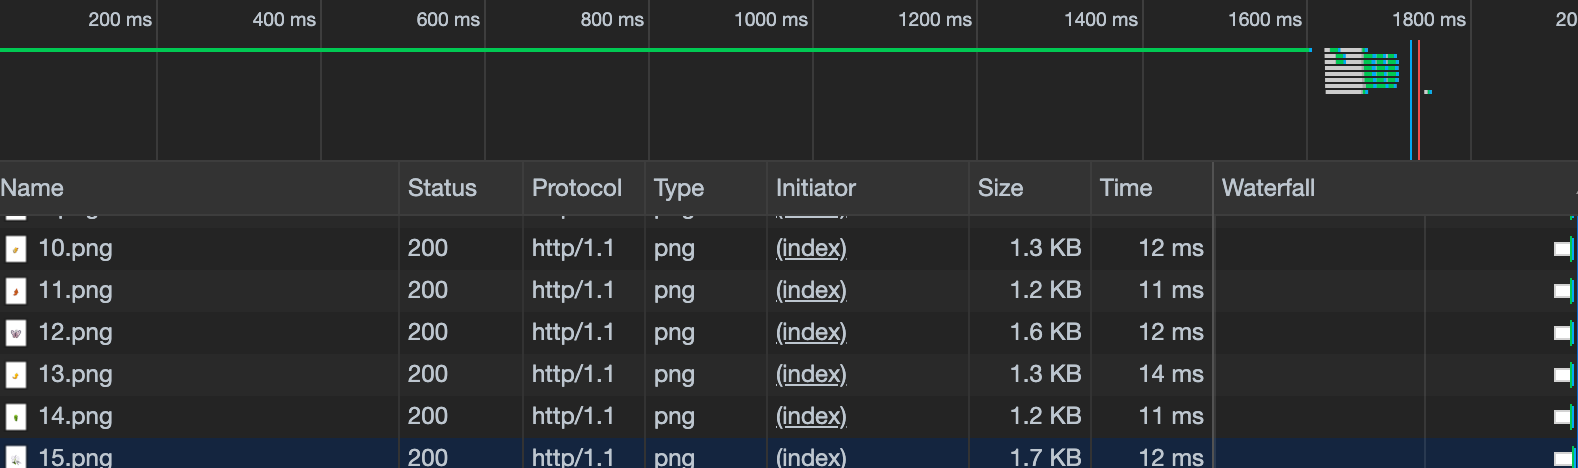 200 ms 400 ms 600 ms 800 ms 1000 ms 1200 ms 1400 ms 1600 ms 1800 ms 20
Name Status Protocol Type Initiator Size Time Waterfall
10.png 200 http/1.1 png (index) 1.3 KB 12 ms
11.png 200 http/1.1 png (index) 1.2 KB 11 ms
12.png 200 http/1.1 png (index) 1.6 KB 12 ms
13.png 200 http/1.1 png (index) 1.3 KB 14 ms
14.png 200 http/1.1 png (index) 1.2 KB 11 ms
15.png 200 http/1.1 png (index) 1.7 KB 12 ms